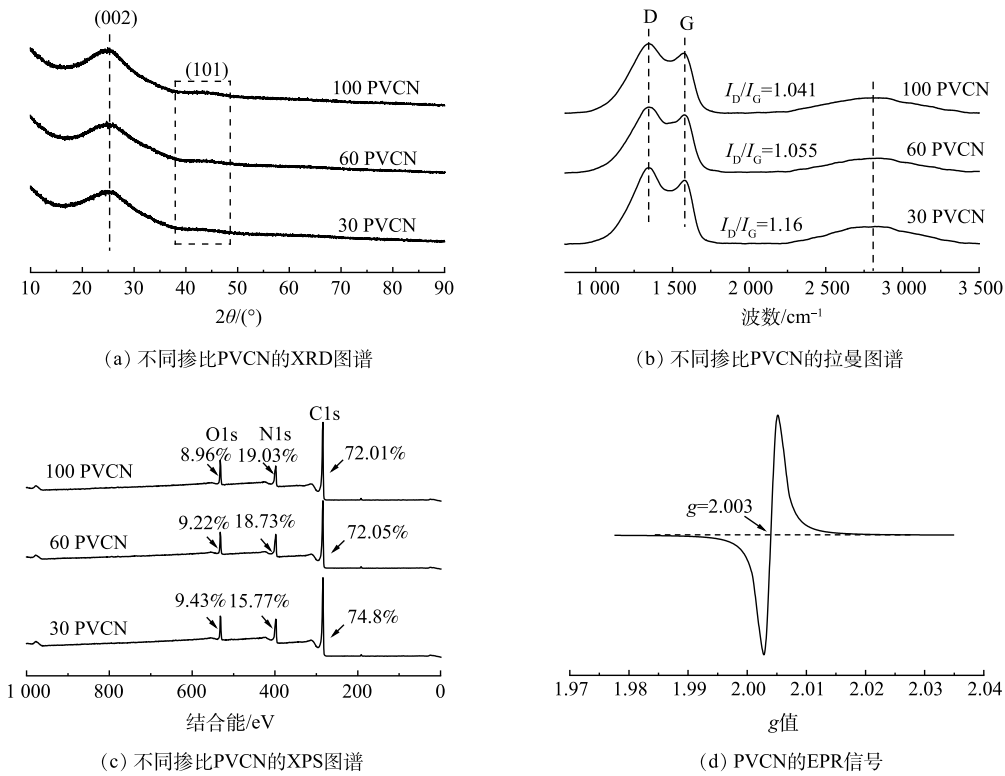 (002)
(101)
100 PVCN
60 PVCN
30 PVCN
10 20 30 40 50 60 70 80 90
2θ/(°)
(a) 不同掺比PVCN的XRD图谱
D G
I_D/I_G=1.041
100 PVCN
I_D/I_G=1.055
60 PVCN
I_D/I_G=1.16
30 PVCN
1 000 1 500 2 000 2 500 3 000 3 500
波数/cm⁻¹
(b) 不同掺比PVCN的拉曼图谱
C1s
O1s N1s
8.96% 19.03% 72.01%
100 PVCN
9.22% 18.73% 72.05%
60 PVCN
9.43% 15.77% 74.8%
30 PVCN
1 000 800 600 400 200 0
结合能/eV
(c) 不同掺比PVCN的XPS图谱
g=2.003
1.97 1.98 1.99 2.00 2.01 2.02 2.03 2.04
g值
(d) PVCN的EPR信号